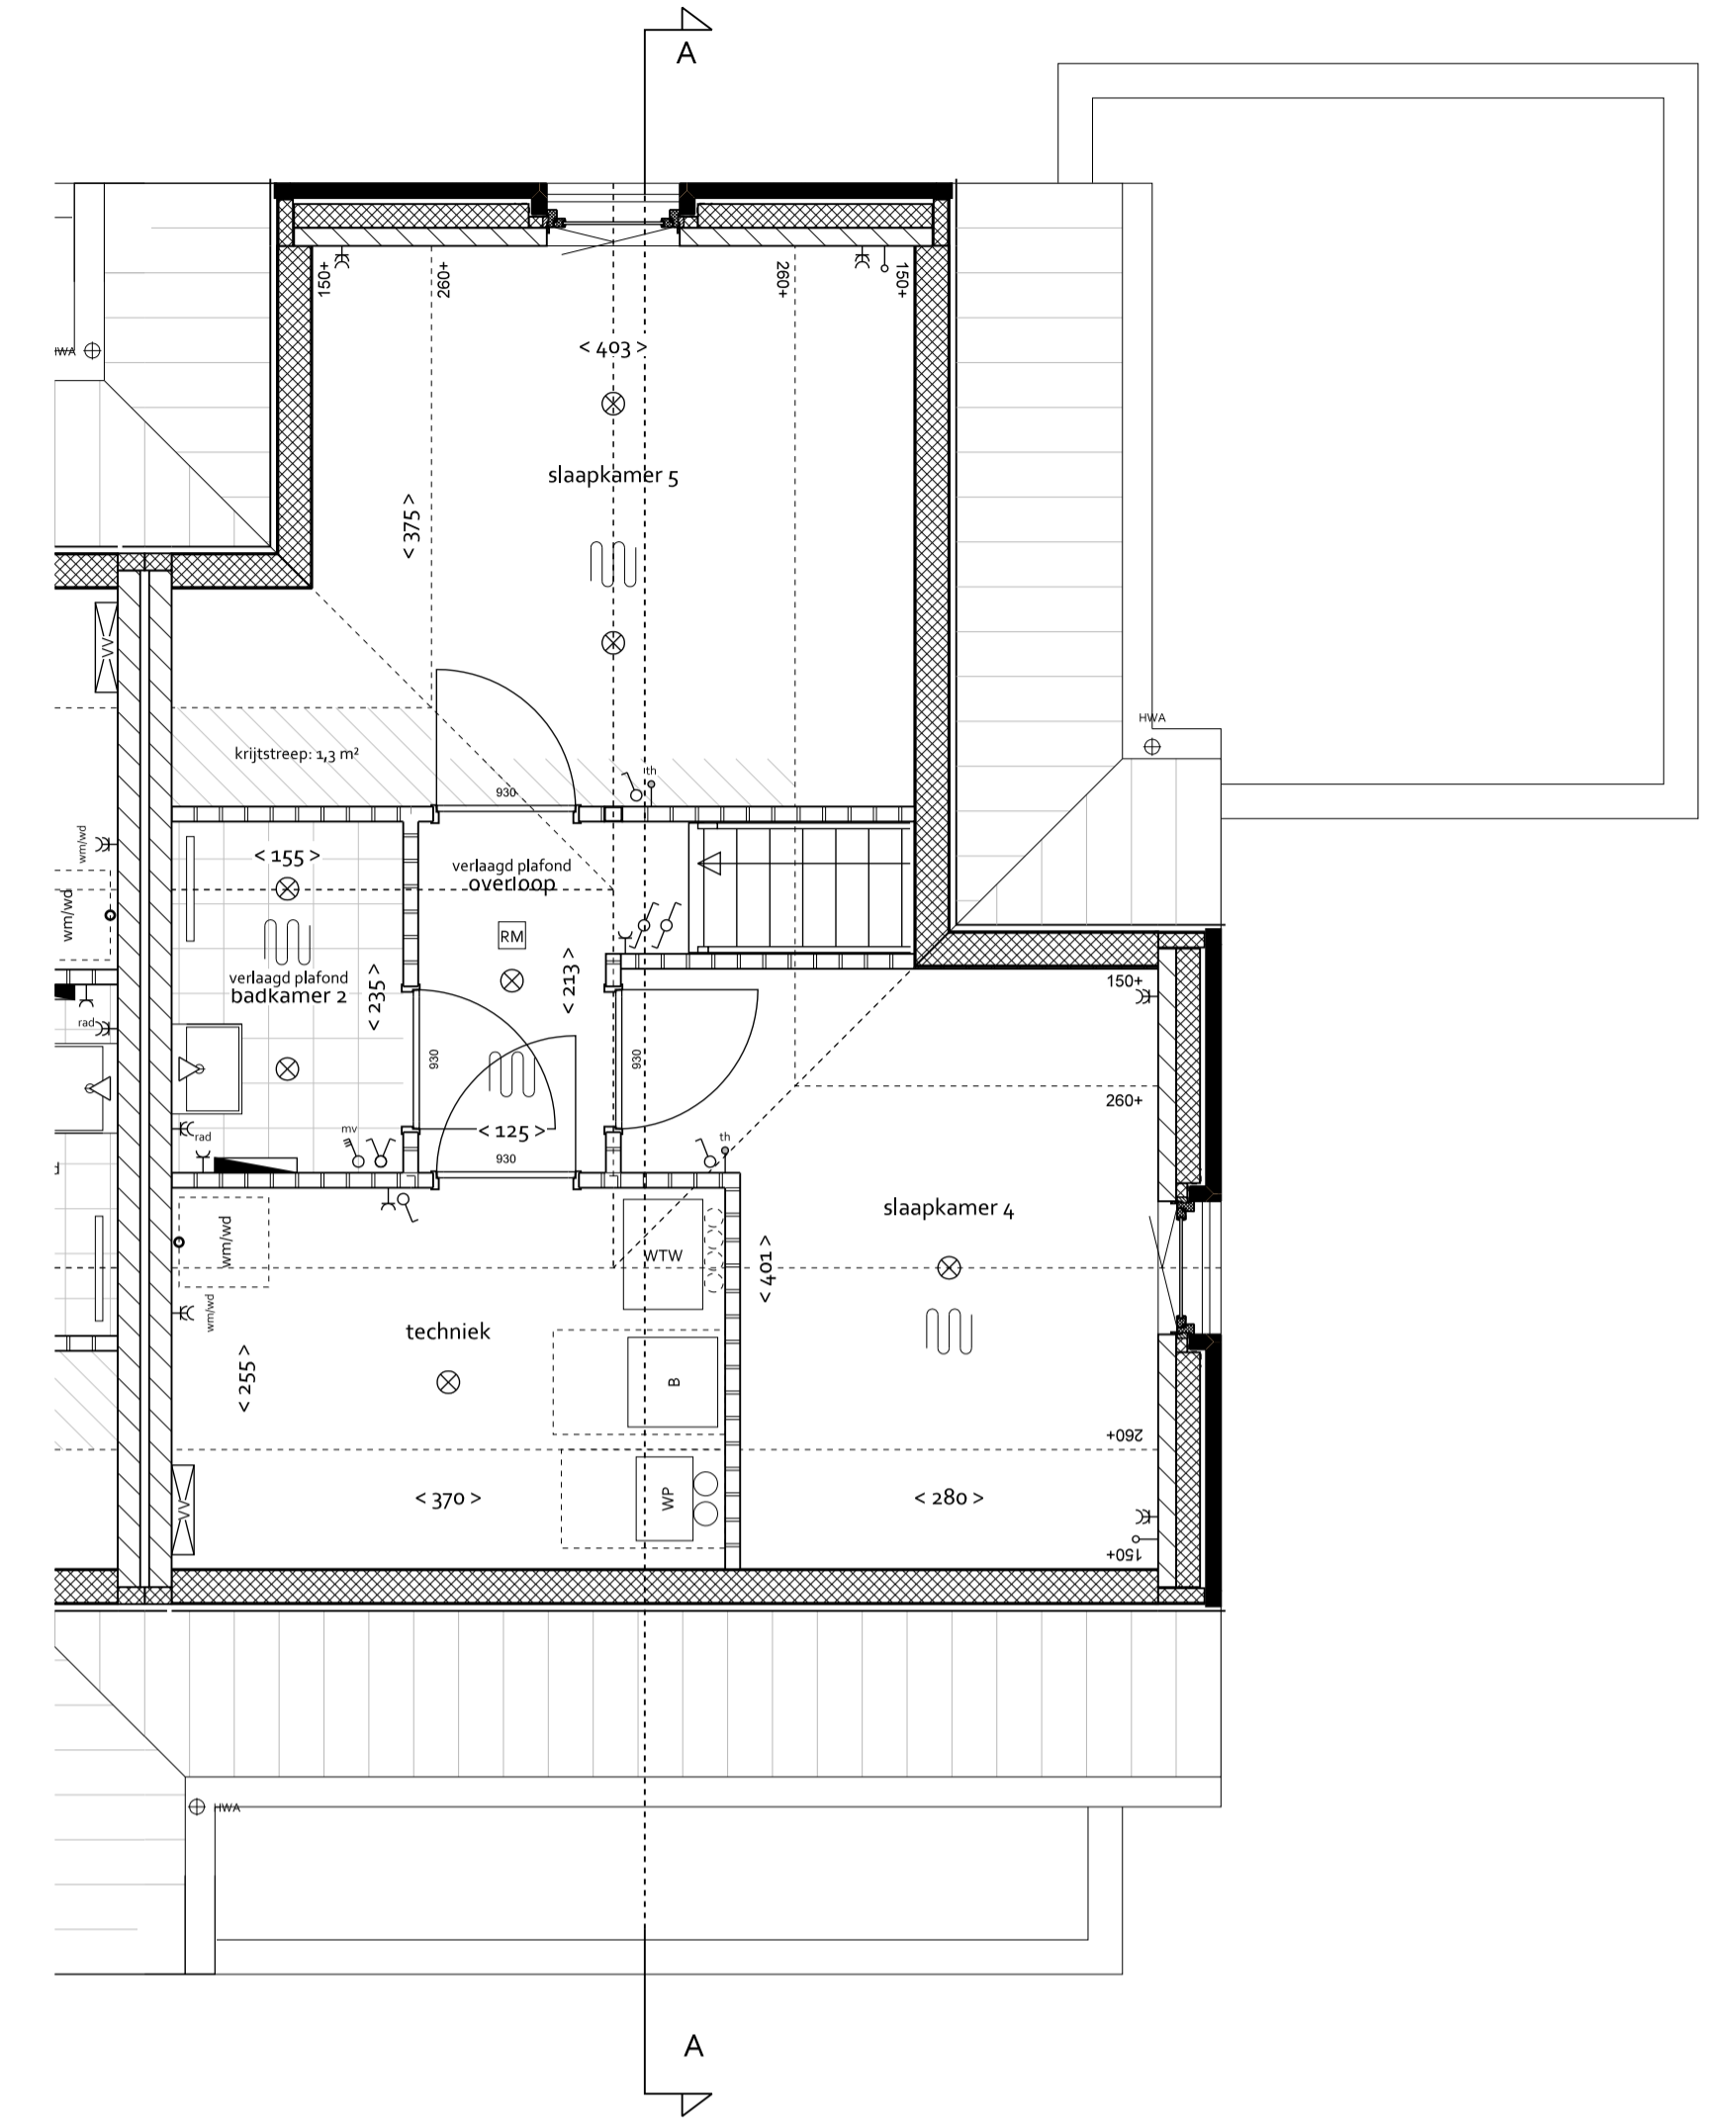 A
150+
260+
260+
150+
< 403 >
HWA
slaapkamer 5
< 375 >
VV
HWA
krijtstreep: 1,3 m²
th
930
wm/wd
wm/wd
< 155 >
verlaagd plafond
overloop
RM
verlaagd plafond
badkamer 2
< 235 >
< 213 >
150+
rad
930
930
260+
rad
mv
< 125 >
930
th
wm/wd
wm/wd
WTW
< 401 >
slaapkamer 4
techniek
< 255 >
B
260+
VV
< 370 >
WP
< 280 >
150+
HWA
A